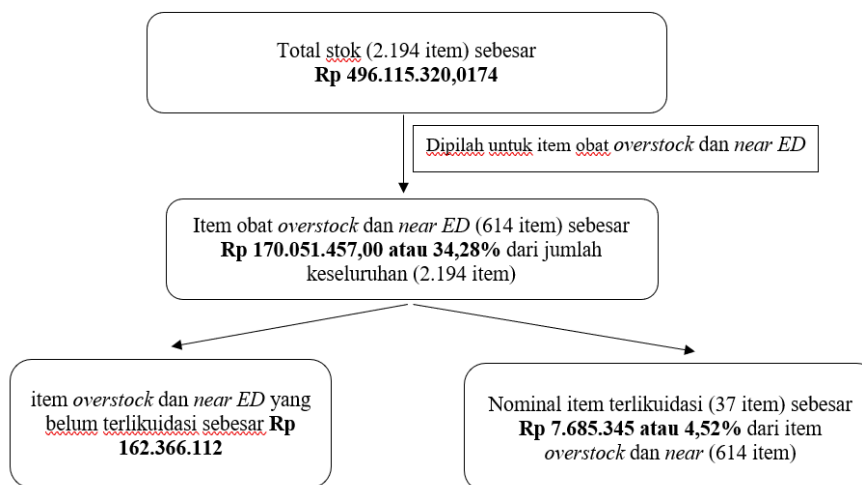 Total stok (2.194 item) sebesar
Rp 496.115.320,0174
Dipilah untuk item obat overstock dan near ED
Item obat overstock dan near ED (614 item) sebesar
Rp 170.051.457,00 atau 34,28% dari jumlah
keseluruhan (2.194 item)
item overstock dan near ED yang
belum terlikuidasi sebesar Rp
162.366.112
Nominal item terlikuidasi (37 item) sebesar
Rp 7.685.345 atau 4,52% dari item
overstock dan near (614 item)